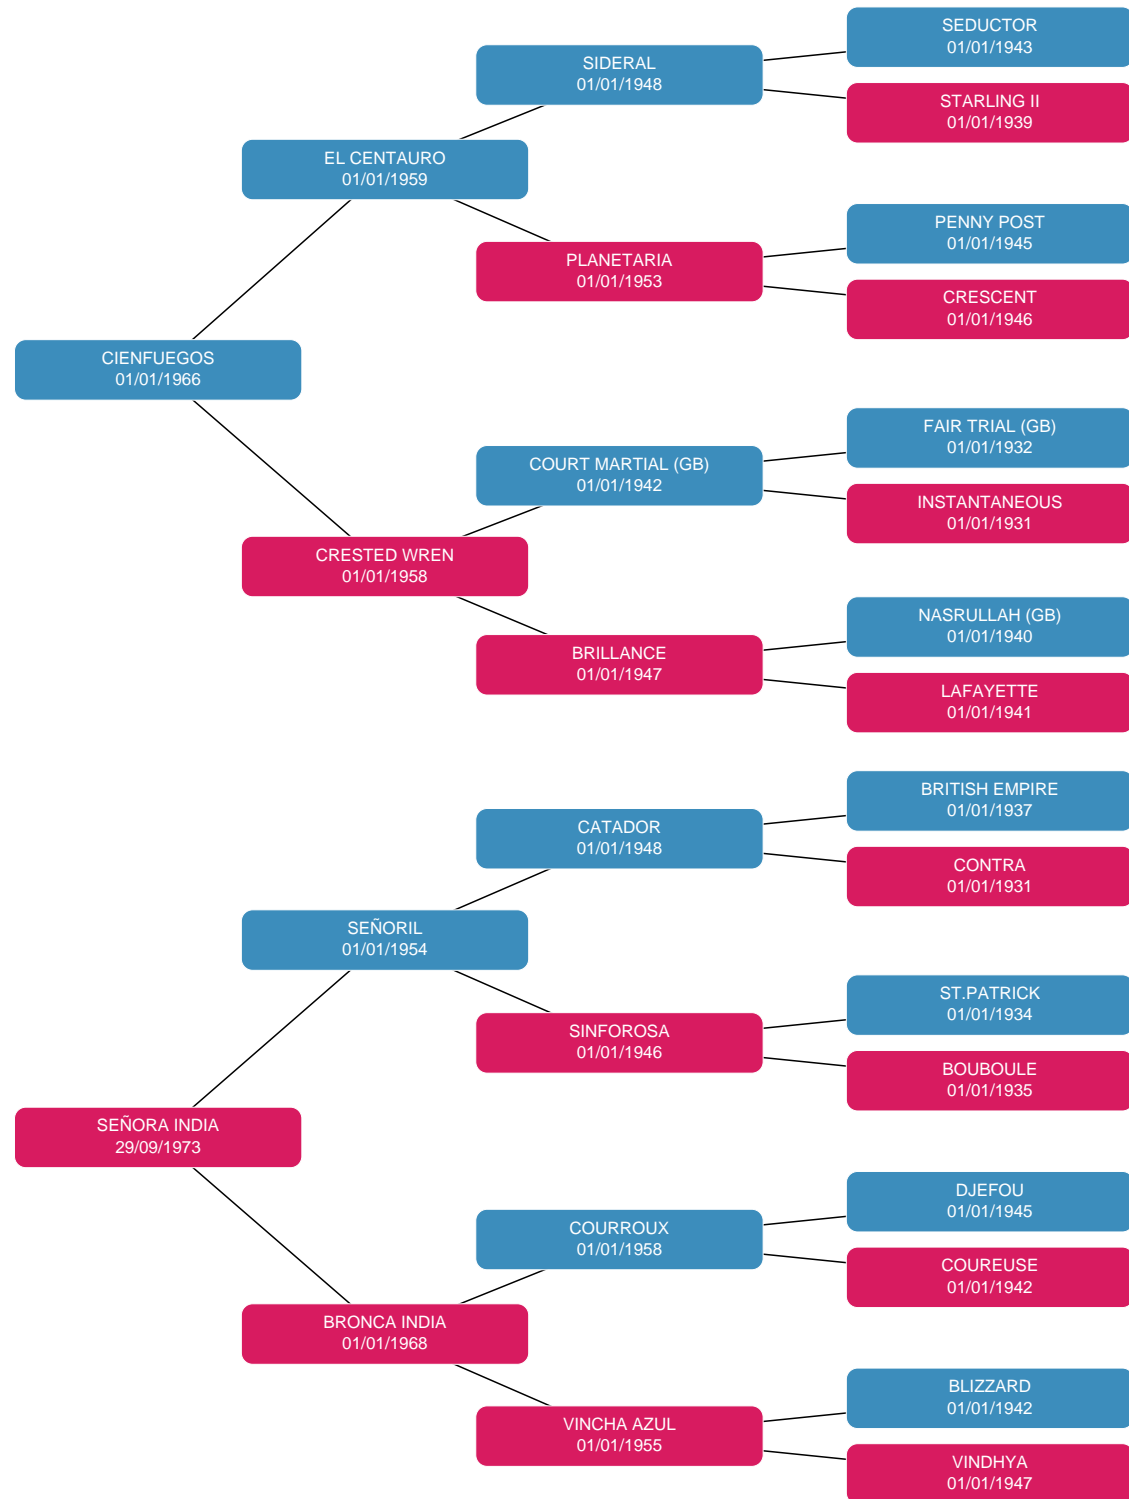 SEDUCTOR
01/01/1943
SIDERAL
01/01/1948
STARLING II
01/01/1939
EL CENTAURO
01/01/1959
PENNY POST
01/01/1945
PLANETARIA
01/01/1953
CRESCENT
01/01/1946
CIENFUEGOS
01/01/1966
FAIR TRIAL (GB)
01/01/1932
COURT MARTIAL (GB)
01/01/1942
INSTANTANEOUS
01/01/1931
CRESTED WREN
01/01/1958
NASRULLAH (GB)
01/01/1940
BRILLANCE
01/01/1947
LAFAYETTE
01/01/1941
BRITISH EMPIRE
01/01/1937
CATADOR
01/01/1948
CONTRA
01/01/1931
SEÑORIL
01/01/1954
ST.PATRICK
01/01/1934
SINFOROSA
01/01/1946
BOUBOULE
01/01/1935
SEÑORA INDIA
29/09/1973
DJEFOU
01/01/1945
COURROUX
01/01/1958
COUREUSE
01/01/1942
BRONCA INDIA
01/01/1968
BLIZZARD
01/01/1942
VINCHA AZUL
01/01/1955
VINDHYA
01/01/1947